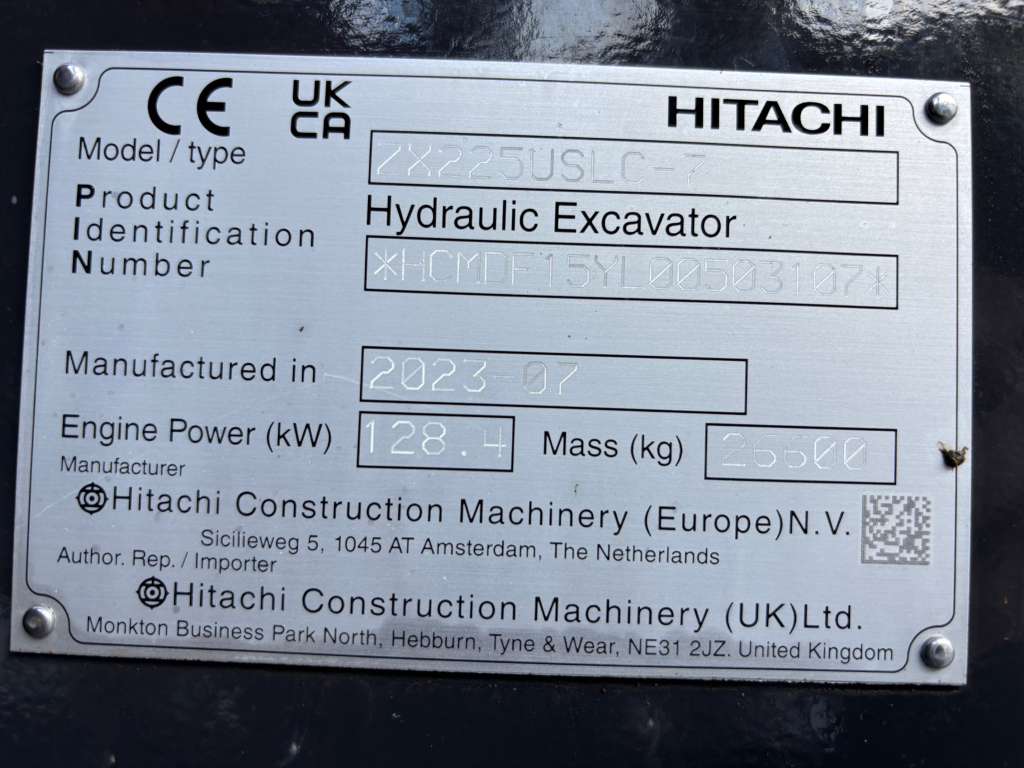 CE UK CA HITACHI
Model / type ZX225USLC-7
Product Identification Number
Hydraulic Excavator
*HCMDF15YL00503107*
Manufactured in 2023-07
Engine Power (kW) 128.4 Mass (kg) 26600
Manufacturer
Hitachi Construction Machinery (Europe)N.V.
Sicilieweg 5, 1045 AT Amsterdam, The Netherlands
Author. Rep. / Importer
Hitachi Construction Machinery (UK)Ltd.
Monkton Business Park North, Hebburn, Tyne & Wear, NE31 2JZ. United Kingdom